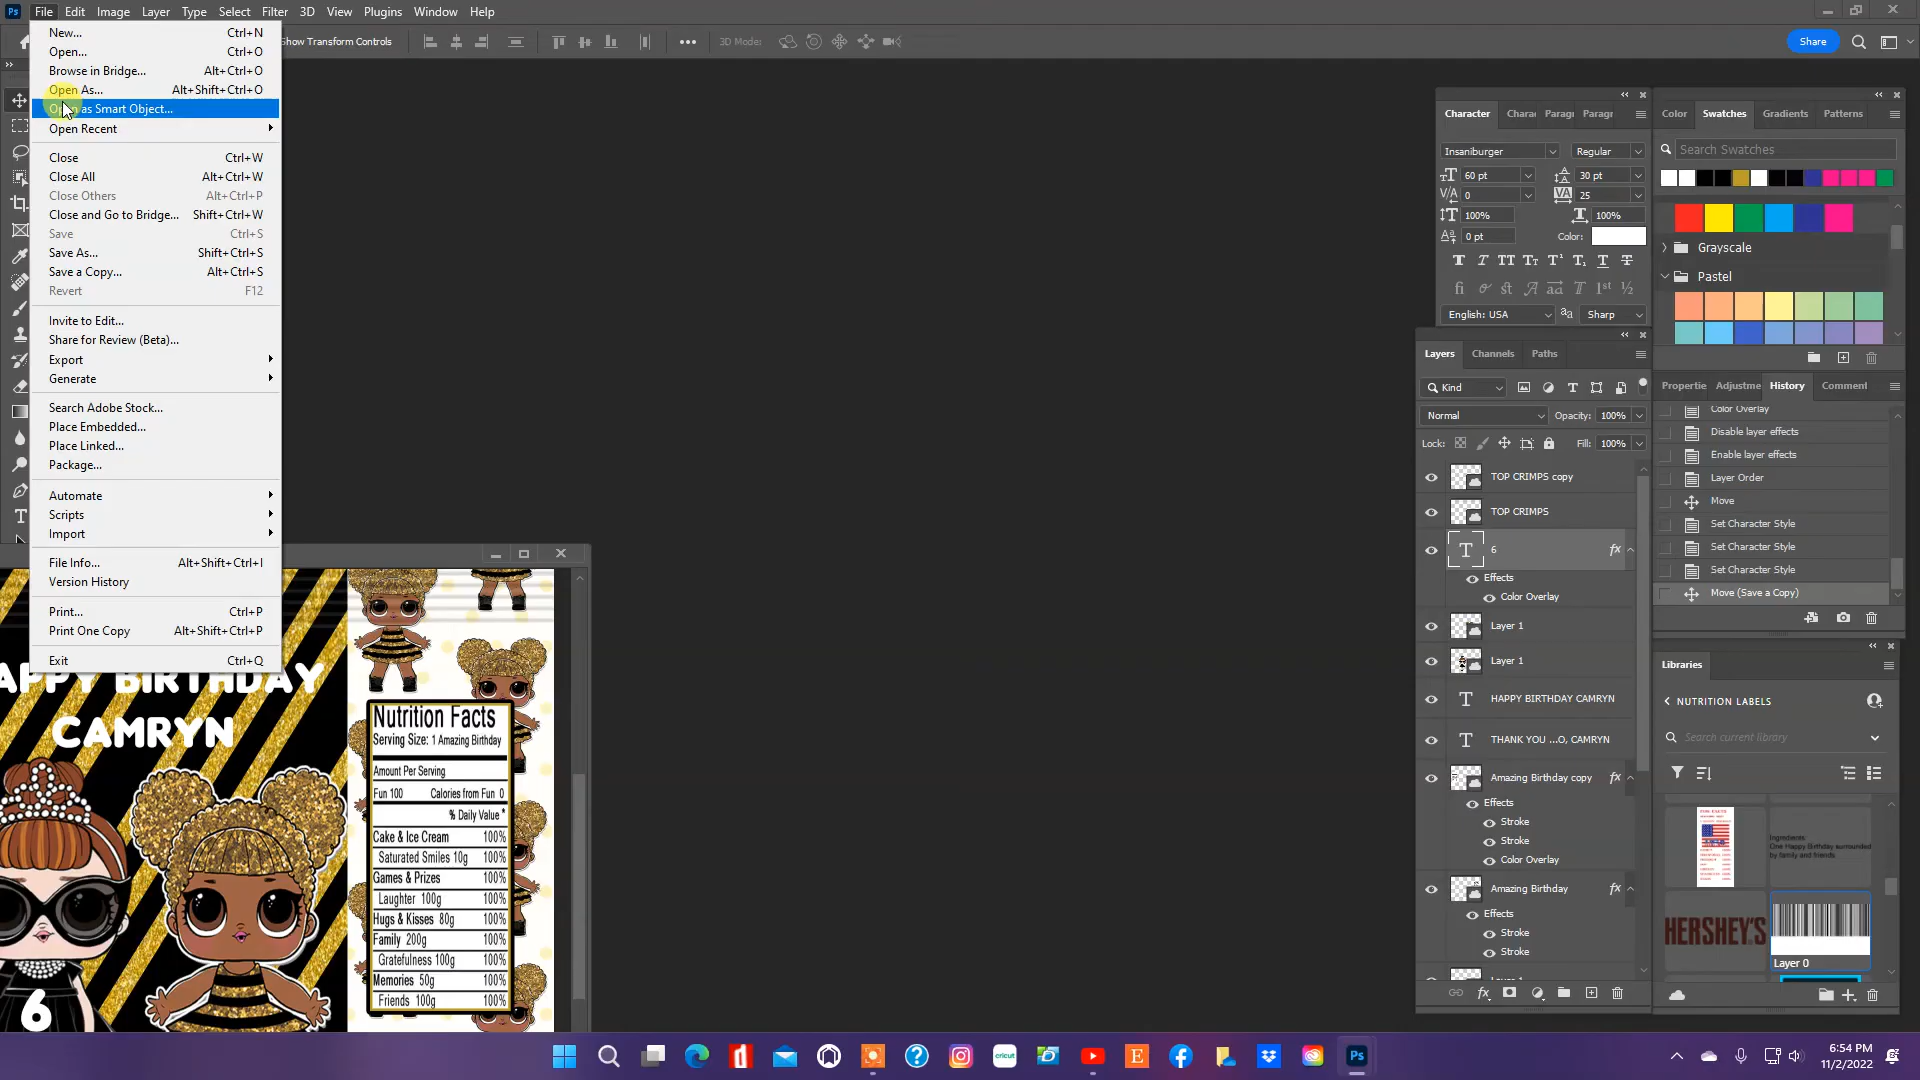 Ps File Edit Image Layer Type Select Filter 3D View Plugins Window Help
Show Transform Controls 3D Mode: Share
New... Ctrl+N
Open... Ctrl+O
Browse in Bridge... Alt+Ctrl+O
Open As... Alt+Shift+Ctrl+O
Open as Smart Object...
Open Recent
Close Ctrl+W
Close All Alt+Ctrl+W
Close Others Alt+Ctrl+P
Close and Go to Bridge... Shift+Ctrl+W
Save Ctrl+S
Save As... Shift+Ctrl+S
Save a Copy... Alt+Ctrl+S
Revert F12
Invite to Edit...
Share for Review (Beta)...
Export
Generate
Search Adobe Stock...
Place Embedded...
Place Linked...
Package...
Automate
Scripts
Import
File Info... Alt+Shift+Ctrl+I
Version History
Print... Ctrl+P
Print One Copy Alt+Shift+Ctrl+P
Exit Ctrl+Q
HAPPY BIRTHDAY
CAMRYN
6
Nutrition Facts
Serving Size: 1 Amazing Birthday
Amount Per Serving
Fun 100 Calories from Fun 0
% Daily Value *
Cake & Ice Cream 100%
Saturated Smiles 10g 100%
Games & Prizes 100%
Laughter 100g 100%
Hugs & Kisses 80g 100%
Family 200g 100%
Gratefulness 100g 100%
Memories 50g 100%
Friends 100g 100%
Character Chara Paragr Paragr
Insaniburger Regular
60 pt 30 pt
0 25
100% 100%
0 pt Color:
English: USA Sharp
Layers Channels Paths
Kind
Normal Opacity: 100%
Lock: Fill: 100%
TOP CRIMPS copy
TOP CRIMPS
6 fx
Effects
Color Overlay
Layer 1
Layer 1
HAPPY BIRTHDAY CAMRYN
THANK YOU ...O, CAMRYN
Amazing Birthday copy fx
Effects
Stroke
Stroke
Color Overlay
Amazing Birthday fx
Effects
Stroke
Stroke
Color Swatches Gradients Patterns
Search Swatches
Grayscale
Pastel
Propertie Adjustme History Comment
Color Overlay
Disable layer effects
Enable layer effects
Layer Order
Move
Set Character Style
Set Character Style
Set Character Style
Move (Save a Copy)
Libraries
NUTRITION LABELS
Search current library
Ingredients:
One Happy Birthday surrounded
by family and friends
HERSHEY'S
Layer 0
cricut
Ps
6:54 PM
11/2/2022